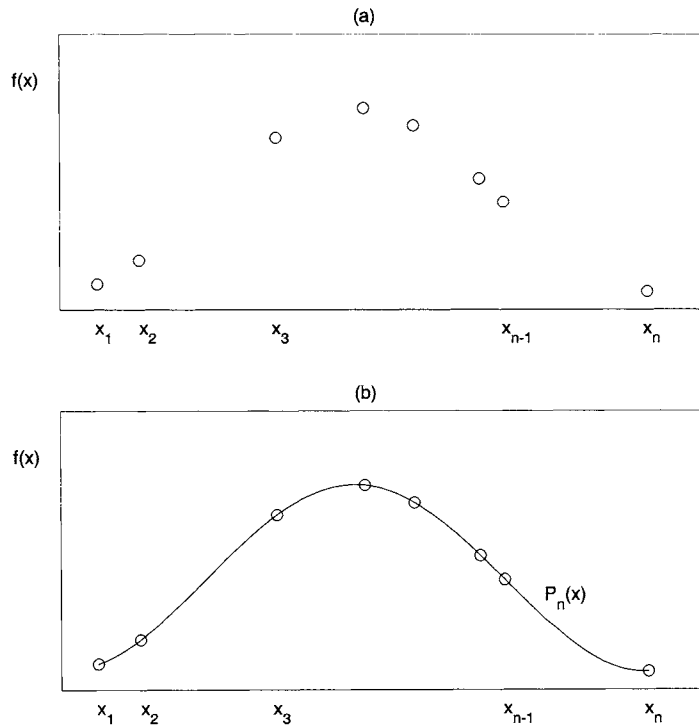 (a)
f(x)
x₁ x₂ x₃ xₙ₋₁ xₙ
(b)
f(x)
Pₙ(x)
x₁ x₂ x₃ xₙ₋₁ xₙ